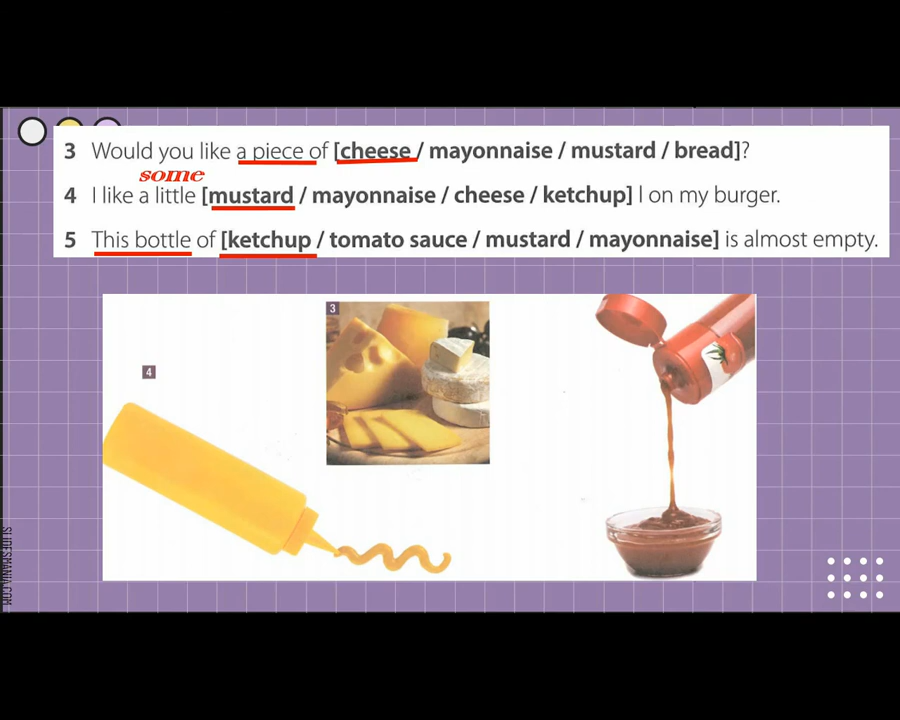 3 Would you like a piece of [cheese / mayonnaise / mustard / bread]?
some
4 I like a little [mustard / mayonnaise / cheese / ketchup] l on my burger.
5 This bottle of [ketchup / tomato sauce / mustard / mayonnaise] is almost empty.
3
4
SLIDESMANIA.COM